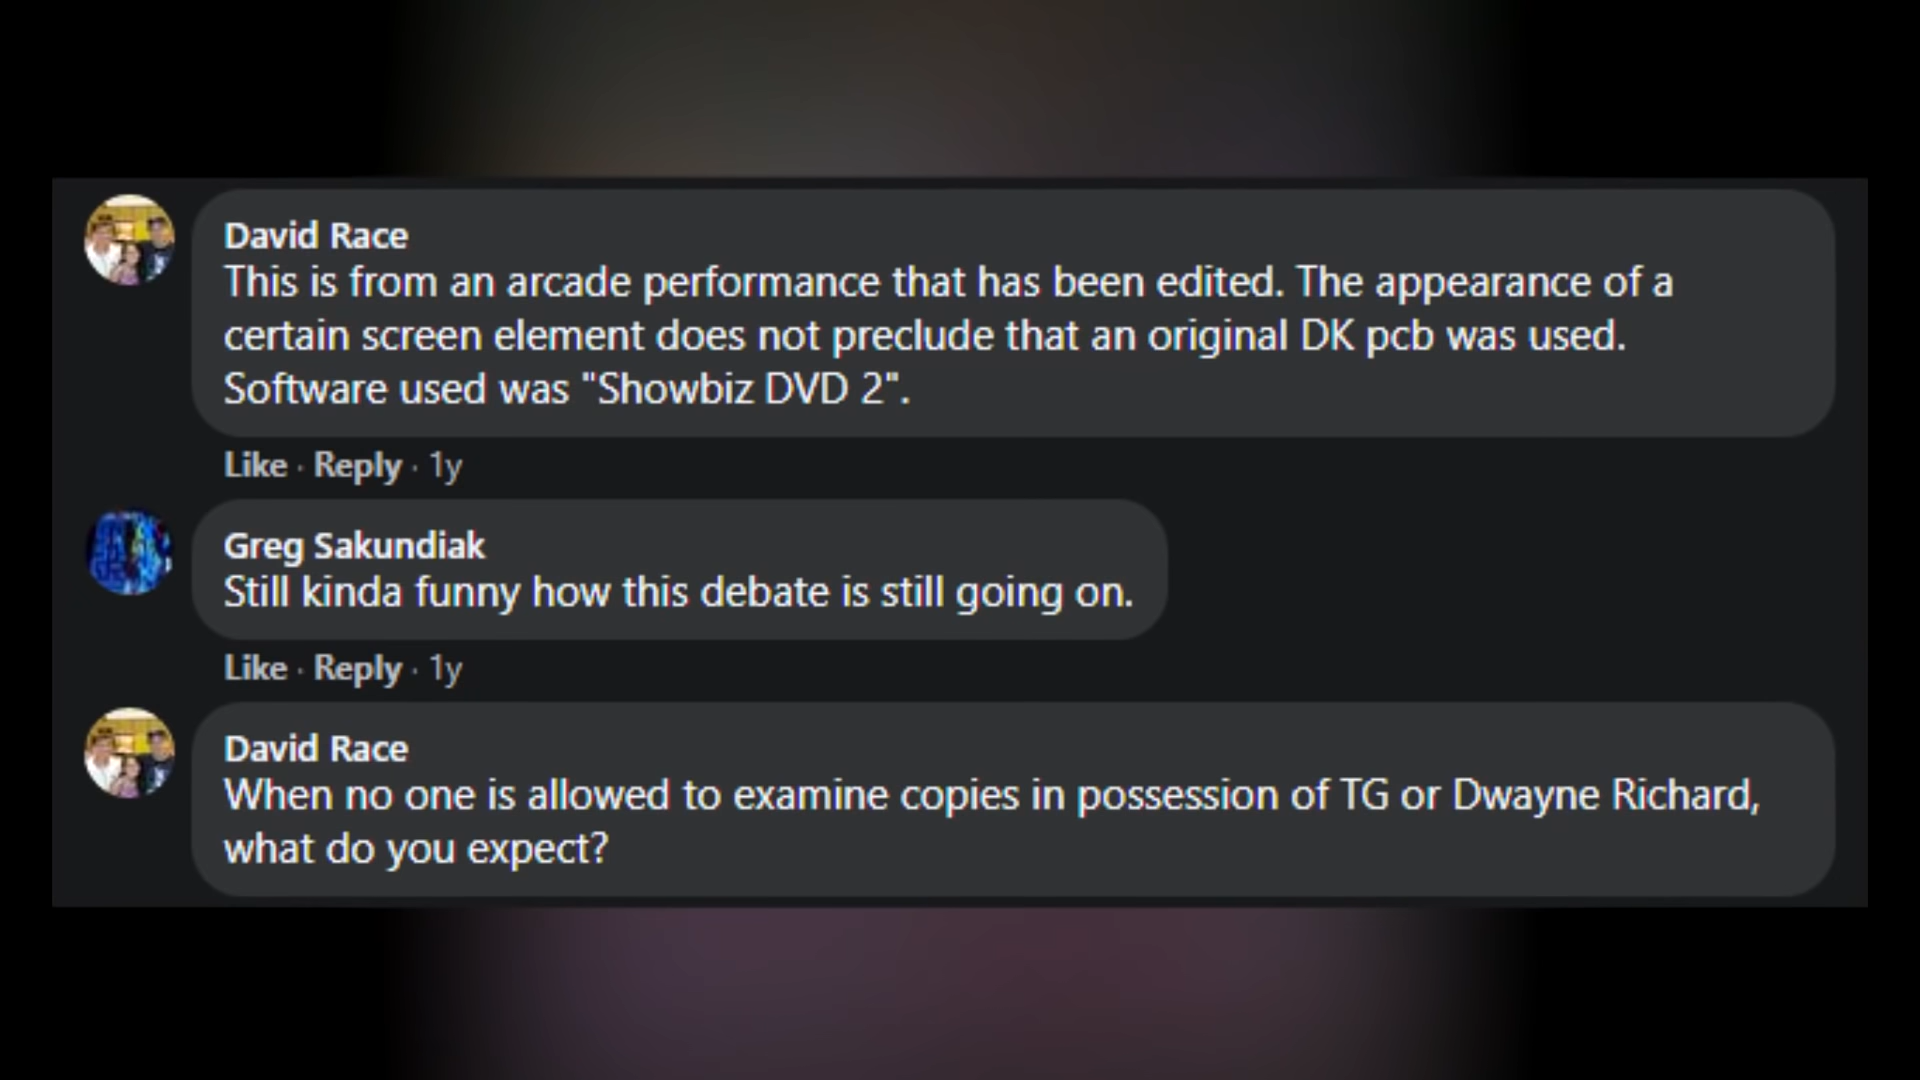 David Race
This is from an arcade performance that has been edited. The appearance of a
certain screen element does not preclude that an original DK pcb was used.
Software used was "Showbiz DVD 2".
Like · Reply · 1y
Greg Sakundiak
Still kinda funny how this debate is still going on.
Like · Reply · 1y
David Race
When no one is allowed to examine copies in possession of TG or Dwayne Richard,
what do you expect?